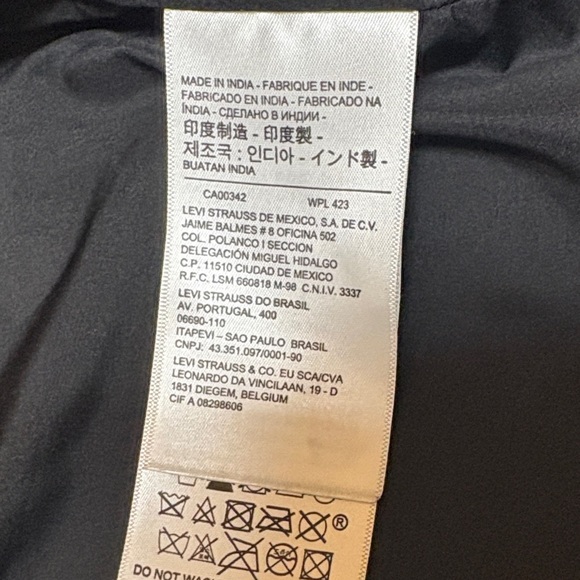 MADE IN INDIA - FABRIQUE EN INDE -
FABRICADO EN INDIA - FABRICADO NA
ÍNDIA - СДЕЛАНО В ИНДИИ -
印度制造 - 印度製 -
제조국 : 인디아 - インド製 -
BUATAN INDIA
CA00342 WPL 423
LEVI STRAUSS DE MEXICO, S.A. DE C.V.
JAIME BALMES # 8 OFICINA 502
COL. POLANCO I SECCION
DELEGACIÓN MIGUEL HIDALGO
C.P. 11510 CIUDAD DE MEXICO
R.F.C. LSM 660818 M-98 C.N.I.V. 3337
LEVI STRAUSS DO BRASIL
AV. PORTUGAL, 400
06690-110
ITAPEVI – SAO PAULO BRASIL
CNPJ: 43.351.097/0001-90
LEVI STRAUSS & CO. EU SCA/CVA
LEONARDO DA VINCILAAN, 19 - D
1831 DIEGEM, BELGIUM
CIF A 08298606
®
DO NOT